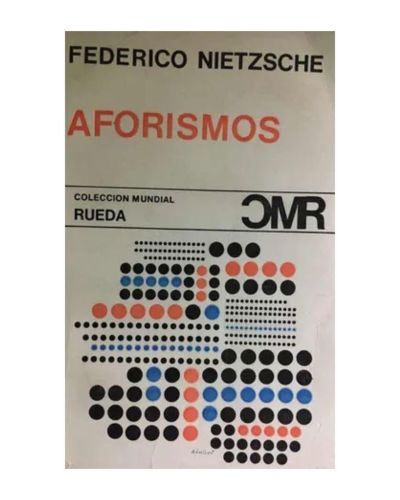 FEDERICO NIETZSCHE
AFORISMOS
COLECCION MUNDIAL
RUEDA
CMR